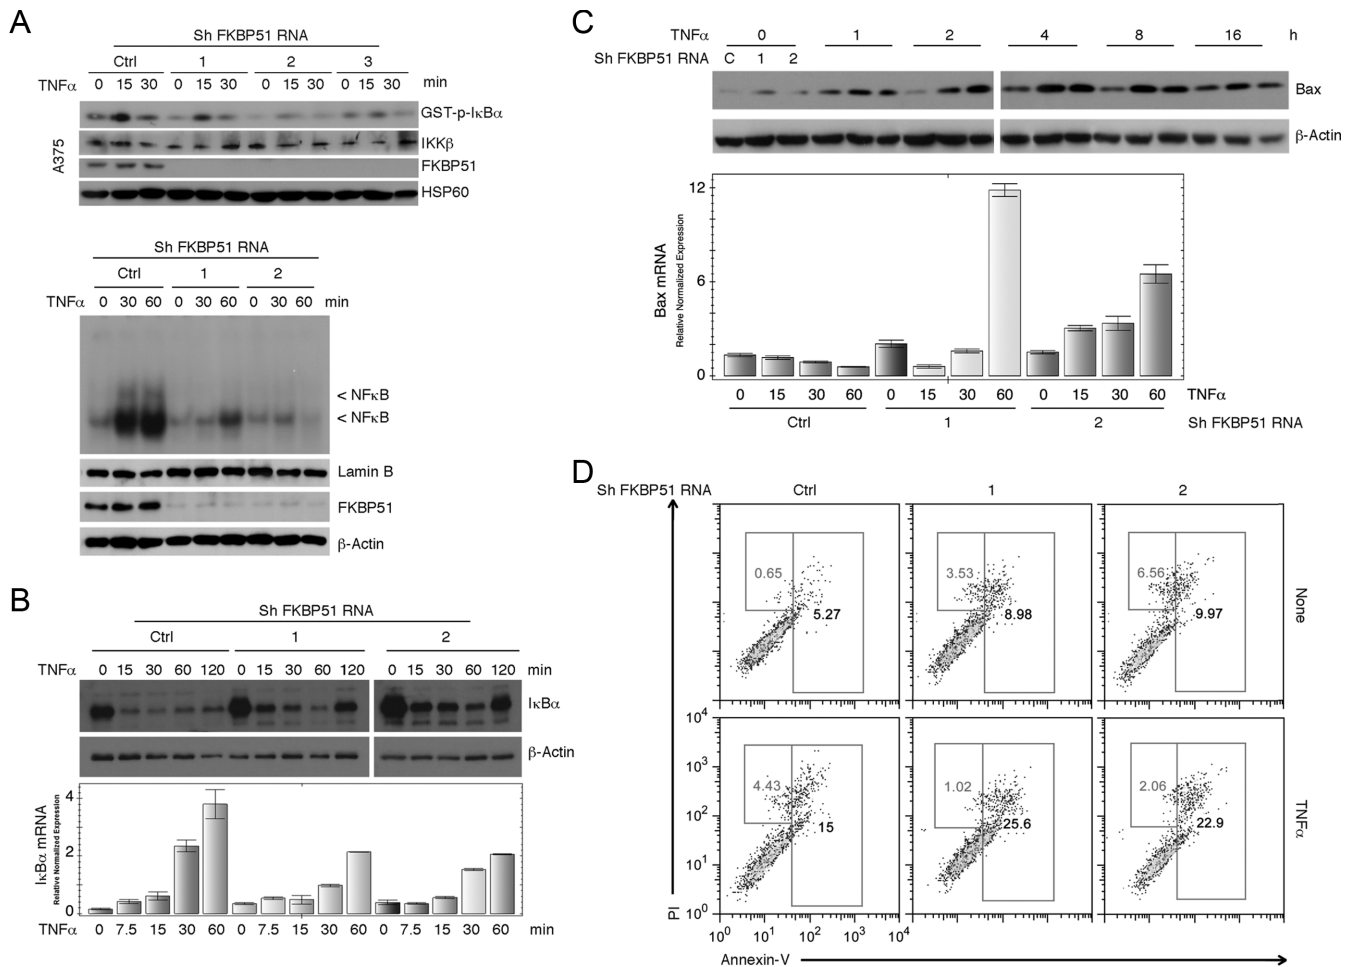 A
Sh FKBP51 RNA
Ctrl 1 2 3
TNFα 0 15 30 0 15 30 0 15 30 0 15 30 min
A375
GST-p-IκBα
IKKβ
FKBP51
HSP60
Sh FKBP51 RNA
Ctrl 1 2
TNFα 0 30 60 0 30 60 0 30 60 min
< NFκB
< NFκB
Lamin B
FKBP51
β-Actin
B
Sh FKBP51 RNA
Ctrl 1 2
TNFα 0 15 30 60 120 0 15 30 60 120 0 15 30 60 120 min
IκBα
β-Actin
IκBα mRNA
Relative Normalized Expression
4
2
0
TNFα 0 7.5 15 30 60 0 7.5 15 30 60 0 7.5 15 30 60 min
C
TNFα 0 1 2 4 8 16 h
Sh FKBP51 RNA C 1 2
Bax
β-Actin
Bax mRNA
Relative Normalized Expression
12
6
0
0 15 30 60 0 15 30 60 0 15 30 60 TNFα
Ctrl 1 2 Sh FKBP51 RNA
D
Sh FKBP51 RNA Ctrl 1 2
0.65 5.27
3.53 8.98
6.56 9.97
None
4.43 15
1.02 25.6
2.06 22.9
TNFα
10⁴
10³
10²
10¹
10⁰
PI
10⁰ 10¹ 10² 10³ 10⁴
Annexin-V